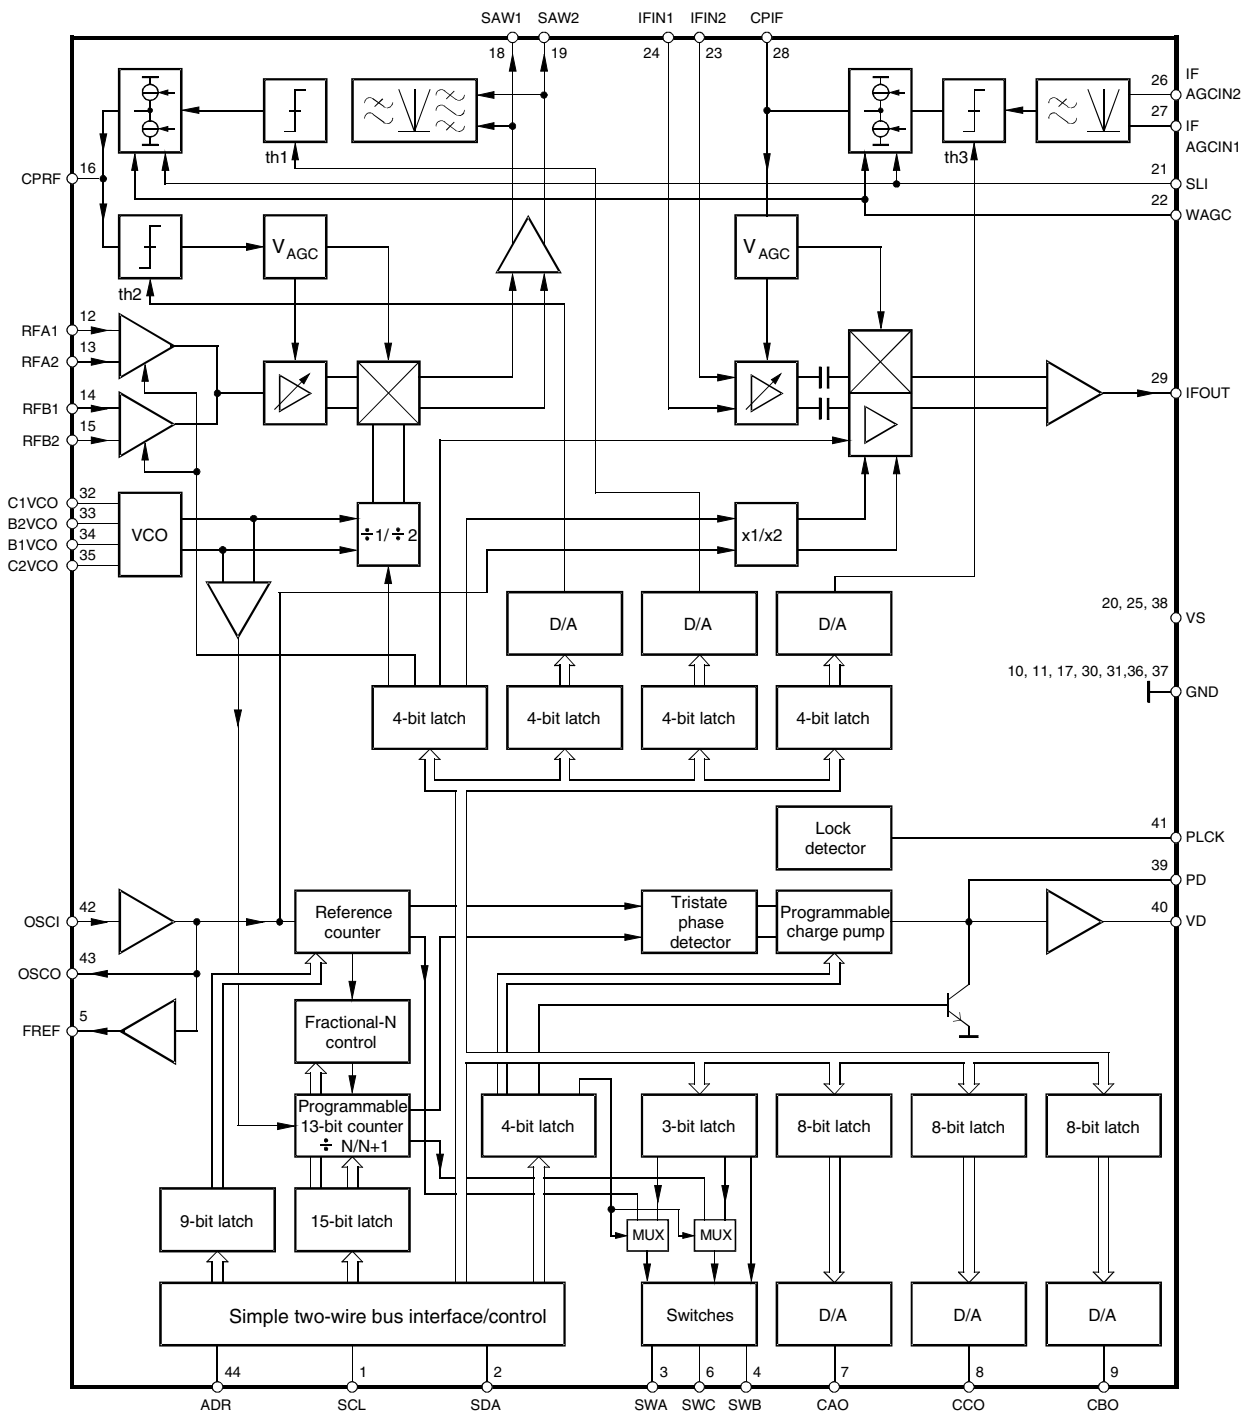 SAW1 SAW2 IFIN1 IFIN2 CPIF
18 19 24 23 28
IF
26
AGCIN2
27
IF
AGCIN1
th1
th3
16
CPRF
21
SLI
22
WAGC
V AGC
V AGC
th2
12
RFA1
13
RFA2
14
RFB1
15
RFB2
29
IFOUT
C1VCO 32
B2VCO 33
B1VCO 34
C2VCO 35
VCO
÷1/÷2
x1/x2
D/A
D/A
D/A
20, 25, 38
VS
10, 11, 17, 30, 31,36, 37
GND
4-bit latch
4-bit latch
4-bit latch
4-bit latch
Lock
detector
41
PLCK
39
PD
40
VD
42
OSCI
43
OSCO
5
FREF
Reference
counter
Tristate
phase
detector
Programmable
charge pump
Fractional-N
control
Programmable
13-bit counter
÷ N/N+1
4-bit latch
3-bit latch
8-bit latch
8-bit latch
8-bit latch
9-bit latch
15-bit latch
MUX
MUX
Simple two-wire bus interface/control
Switches
D/A
D/A
D/A
44 1 2 3 6 4 7 8 9
ADR SCL SDA SWA SWC SWB CAO CCO CBO